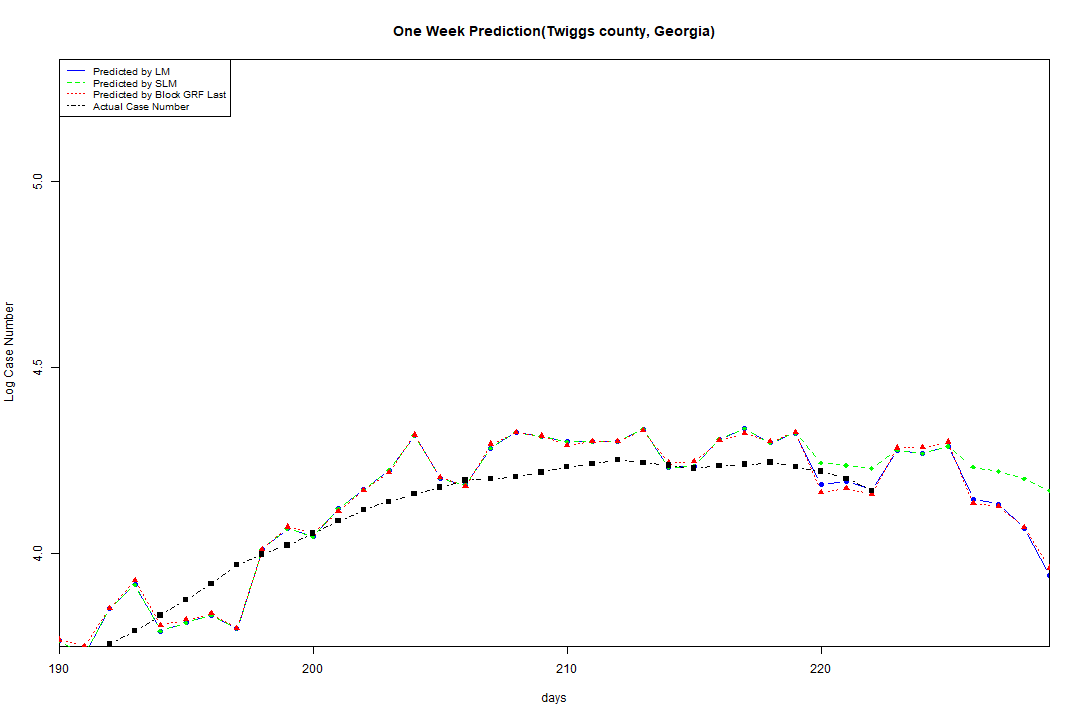 One Week Prediction(Twiggs county, Georgia)
Predicted by LM
Predicted by SLM
Predicted by Block GRF Last
Actual Case Number
5.0
4.5
4.0
Log Case Number
190
200
210
220
days